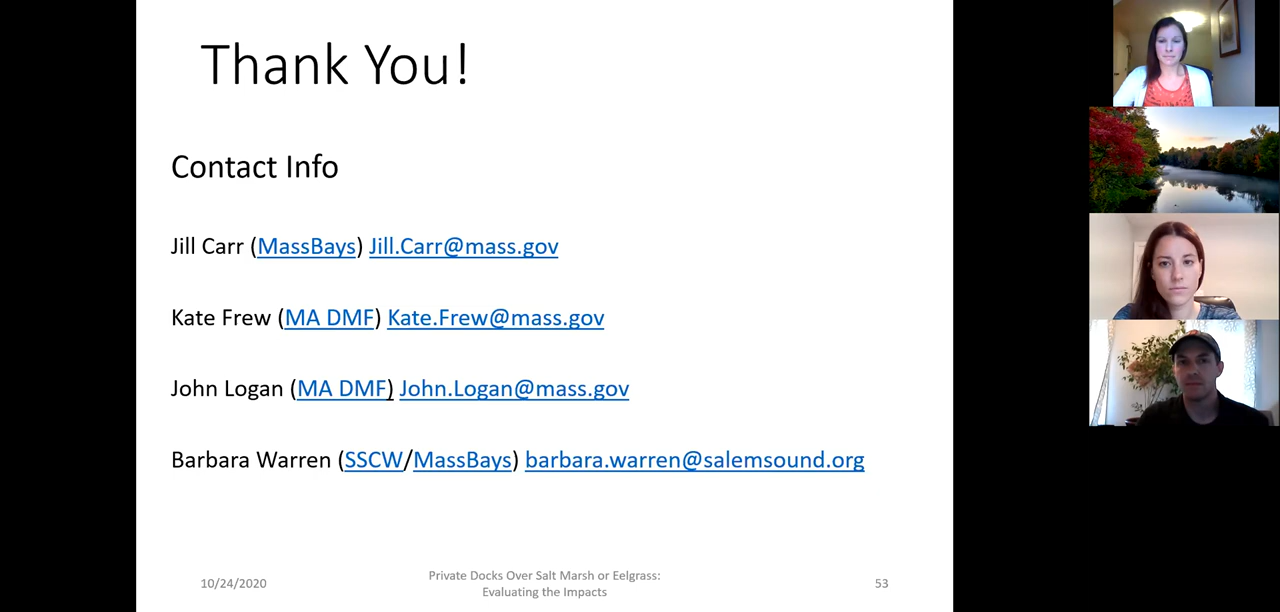 Thank You!
Contact Info
Jill Carr (MassBays) Jill.Carr@mass.gov
Kate Frew (MA DMF) Kate.Frew@mass.gov
John Logan (MA DMF) John.Logan@mass.gov
Barbara Warren (SSCW/MassBays) barbara.warren@salemsound.org
10/24/2020
Private Docks Over Salt Marsh or Eelgrass:
Evaluating the Impacts
53